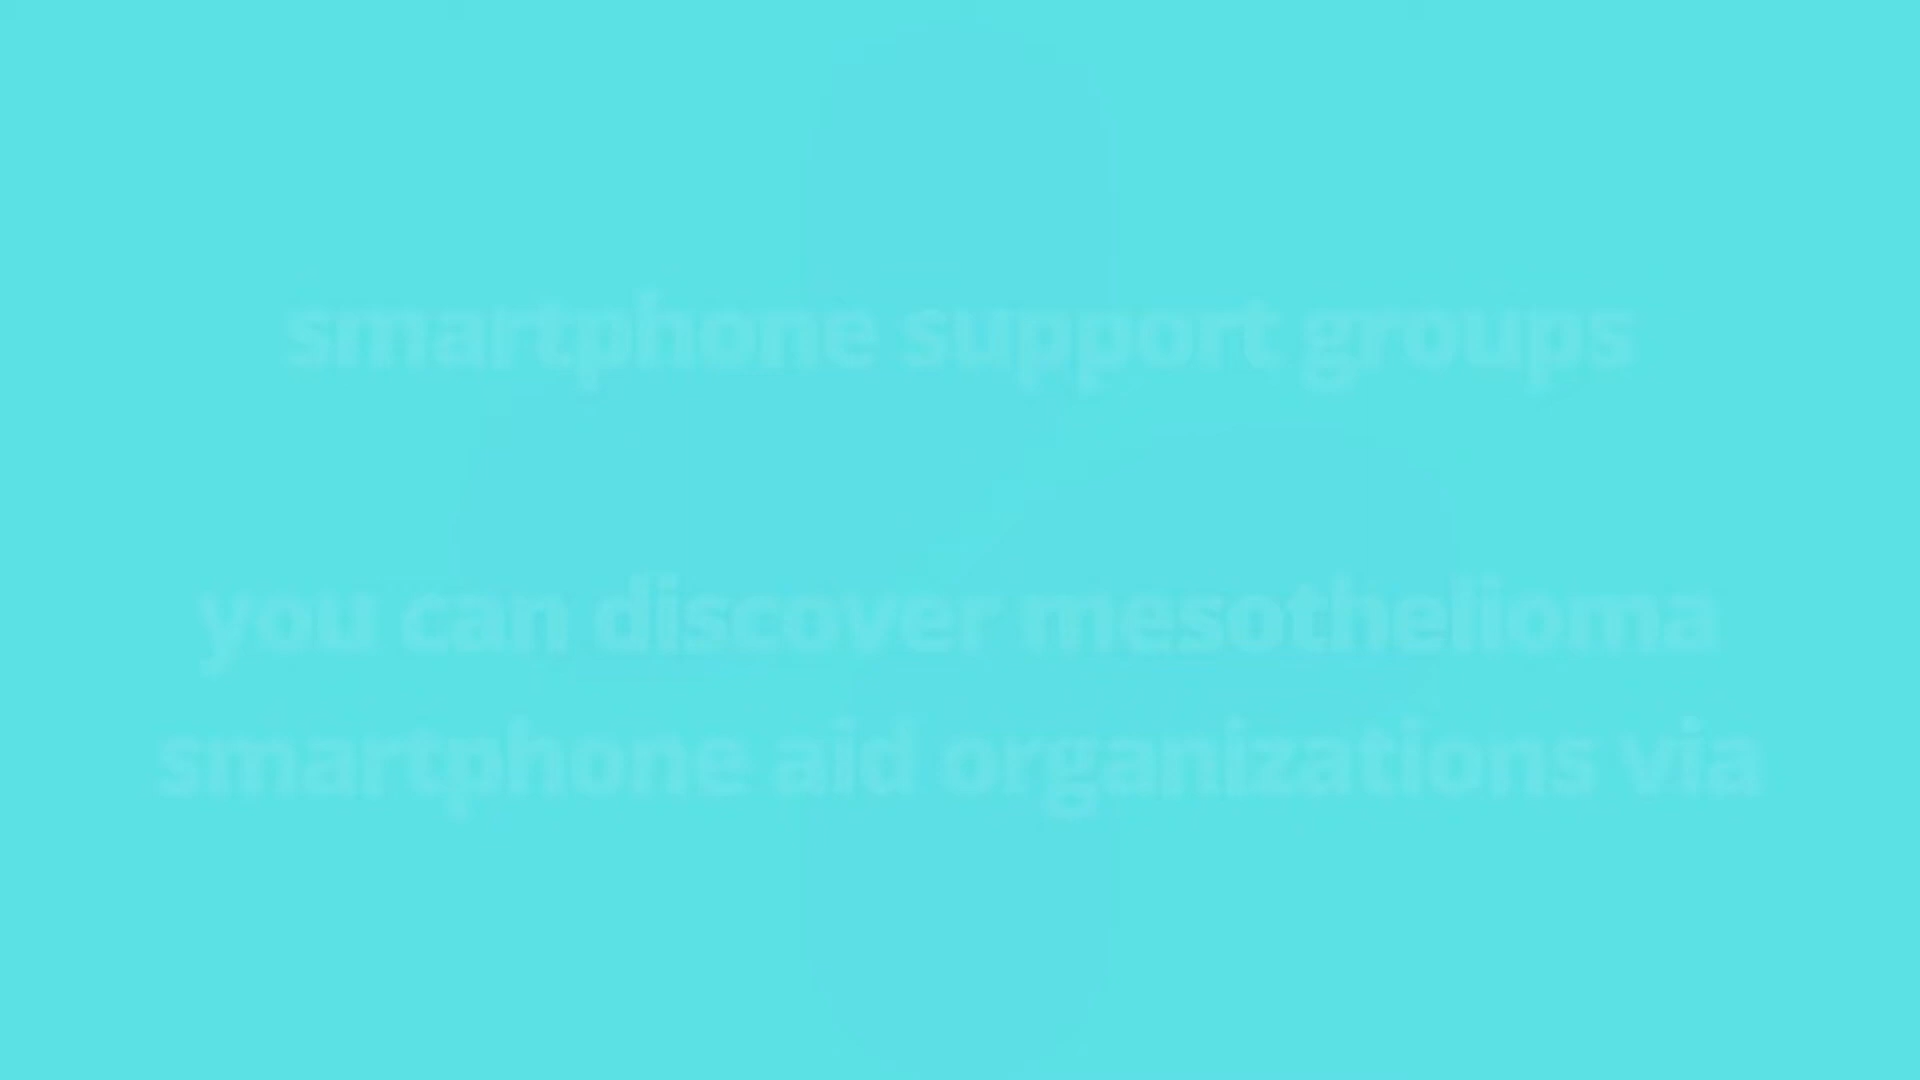 smartphone support groups
you can discover mesothelioma
smartphone aid organizations via